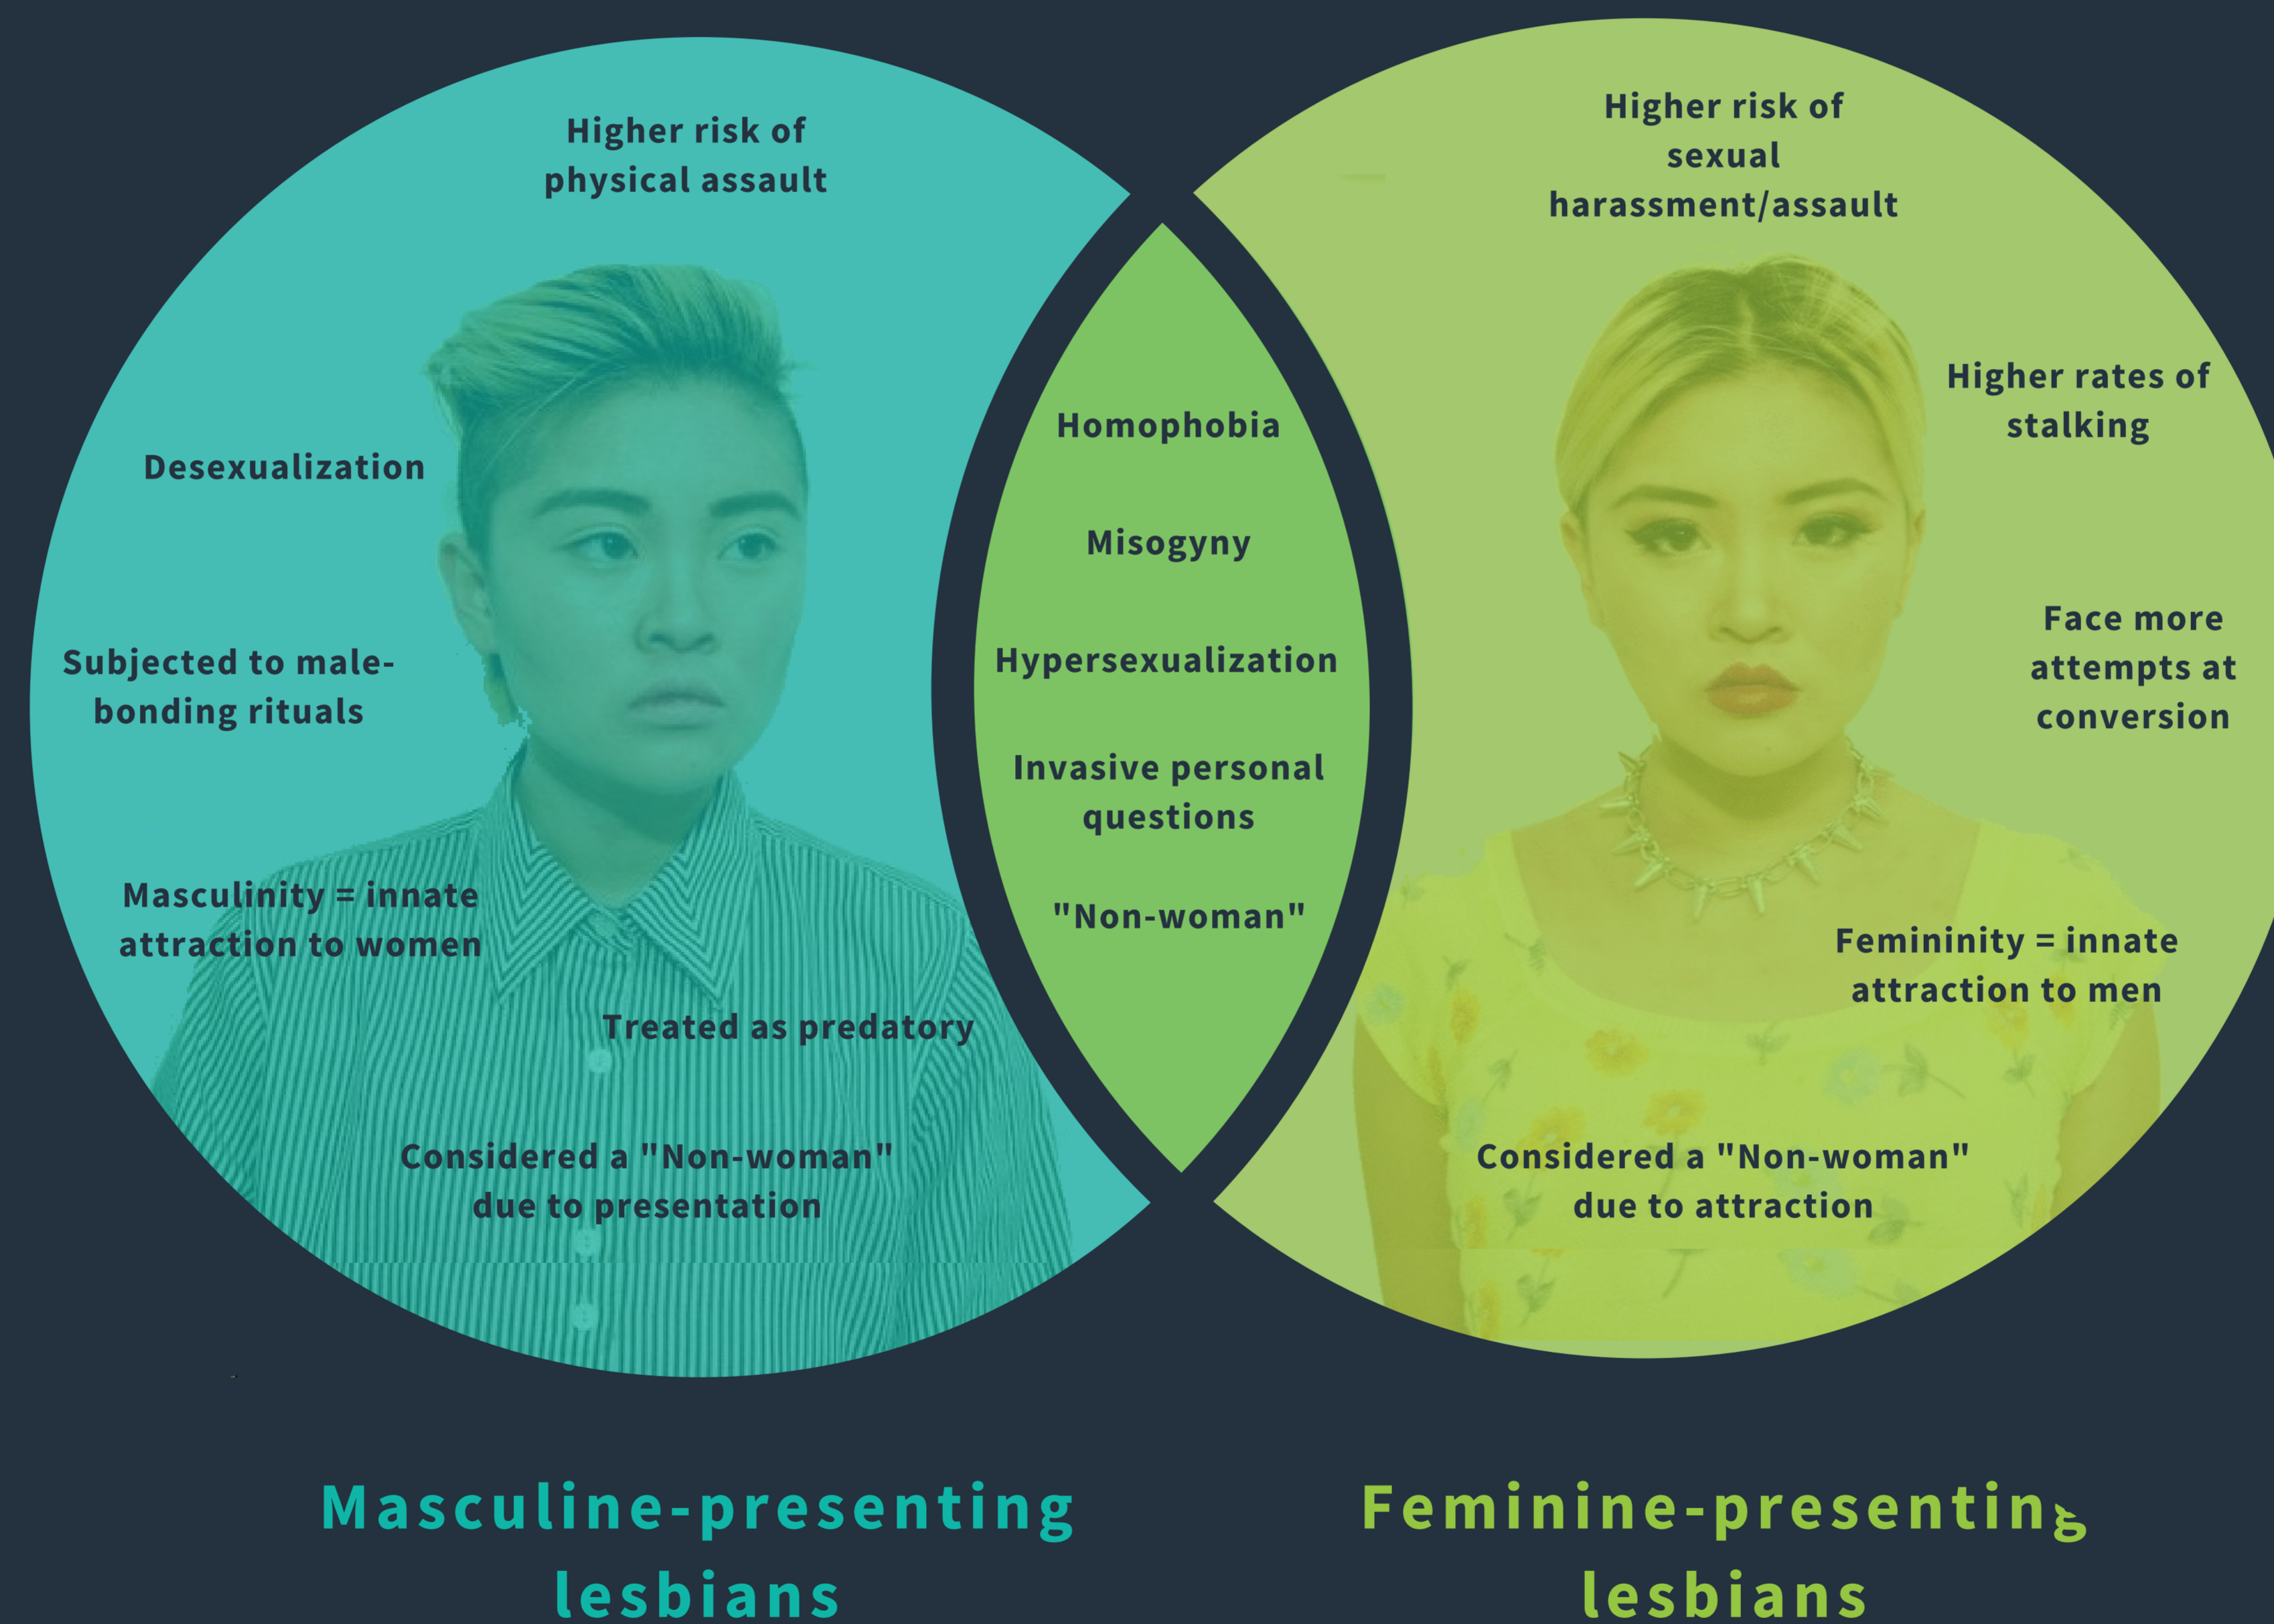 Higher risk of
physical assault
Desexualization
Subjected to male-
bonding rituals
Masculinity = innate
attraction to women
Treated as predatory
Considered a "Non-woman"
due to presentation
Homophobia
Misogyny
Hypersexualization
Invasive personal
questions
"Non-woman"
Higher risk of
sexual
harassment/assault
Higher rates of
stalking
Face more
attempts at
conversion
Femininity = innate
attraction to men
Considered a "Non-woman"
due to attraction
Masculine-presenting
lesbians
Feminine-presenting
lesbians